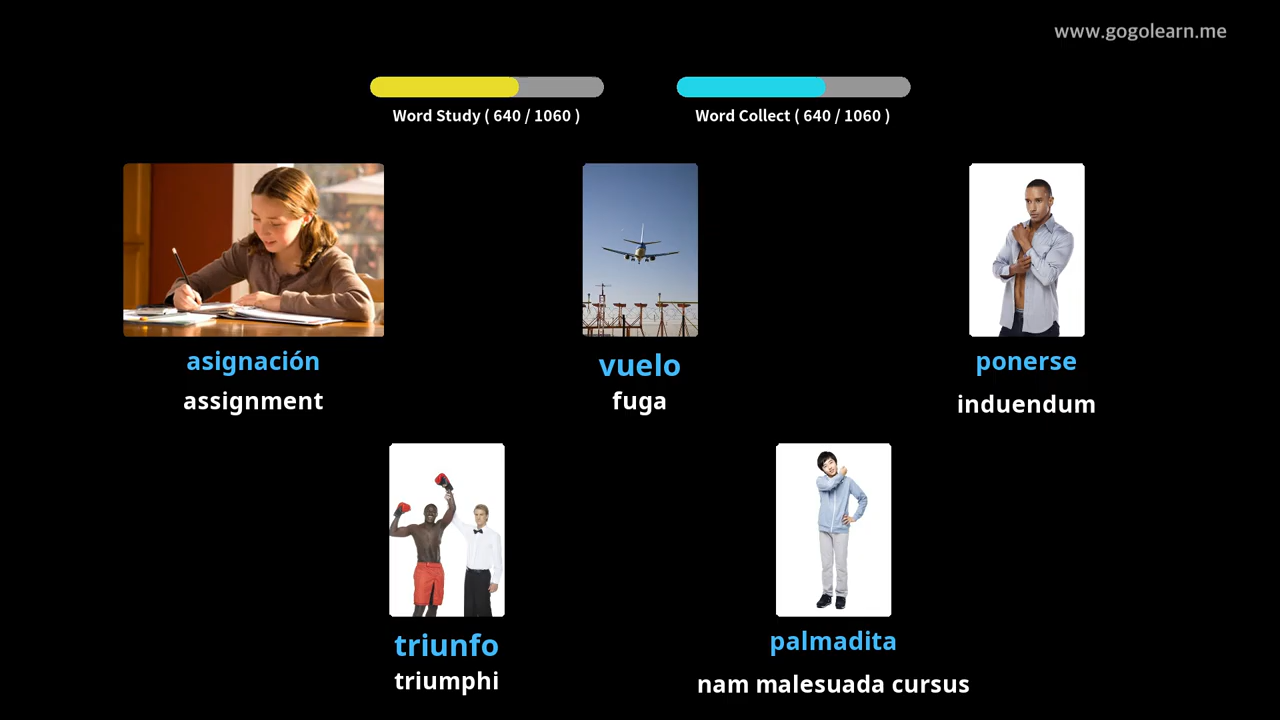 www.gogolearn.me
Word Study ( 640 / 1060 )
Word Collect ( 640 / 1060 )
asignación
assignment
vuelo
fuga
ponerse
induendum
triunfo
triumphi
palmadita
nam malesuada cursus